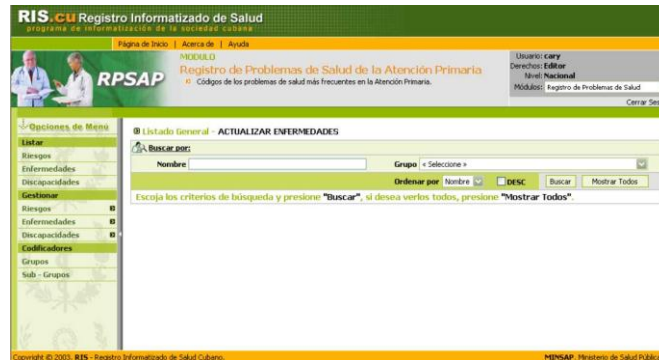 RIS.cu Registro Informatizado de Salud
programa de informatización de la sociedad cubana
Página de Inicio | Acerca de | Ayuda
RPSAP
MODULO
Registro de Problemas de Salud de la Atención Primaria
Códigos de los problemas de salud más frecuentes en la Atención Primaria.
Usuario: cary
Derechos: Editor
Nivel: Nacional
Módulos: Registro de Problemas de Salud
Cerrar Ses
Opciones de Menú
Listar
Riesgos
Enfermedades
Discapacidades
Gestionar
Riesgos
Enfermedades
Discapacidades
Codificadores
Grupos
Sub - Grupos
Listado General - ACTUALIZAR ENFERMEDADES
Buscar por:
Nombre
Grupo « Seleccione »
Ordenar por Nombre DESC Buscar Mostrar Todos
Escoja los criterios de búsqueda y presione "Buscar", si desea verlos todos, presione "Mostrar Todos".
Copyright © 2003. RIS - Registro Informatizado de Salud Cubano.
MINSAP. Ministerio de Salud Públic